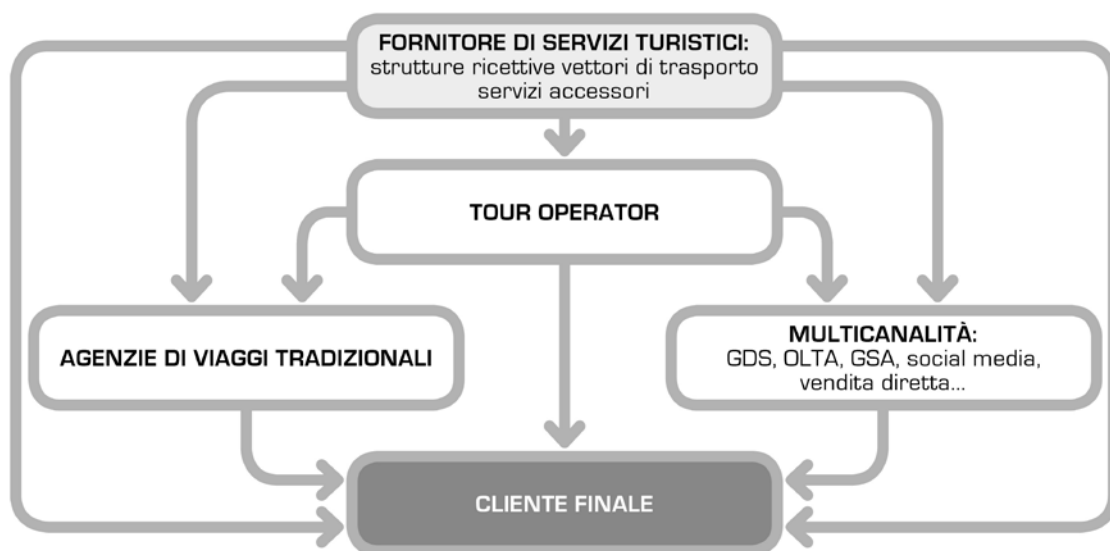 FORNITORE DI SERVIZI TURISTICI:
strutture ricettive vettori di trasporto
servizi accessori
TOUR OPERATOR
AGENZIE DI VIAGGI TRADIZIONALI
MULTICANALITÀ:
GDS, OLTA, GSA, social media,
vendita diretta...
CLIENTE FINALE